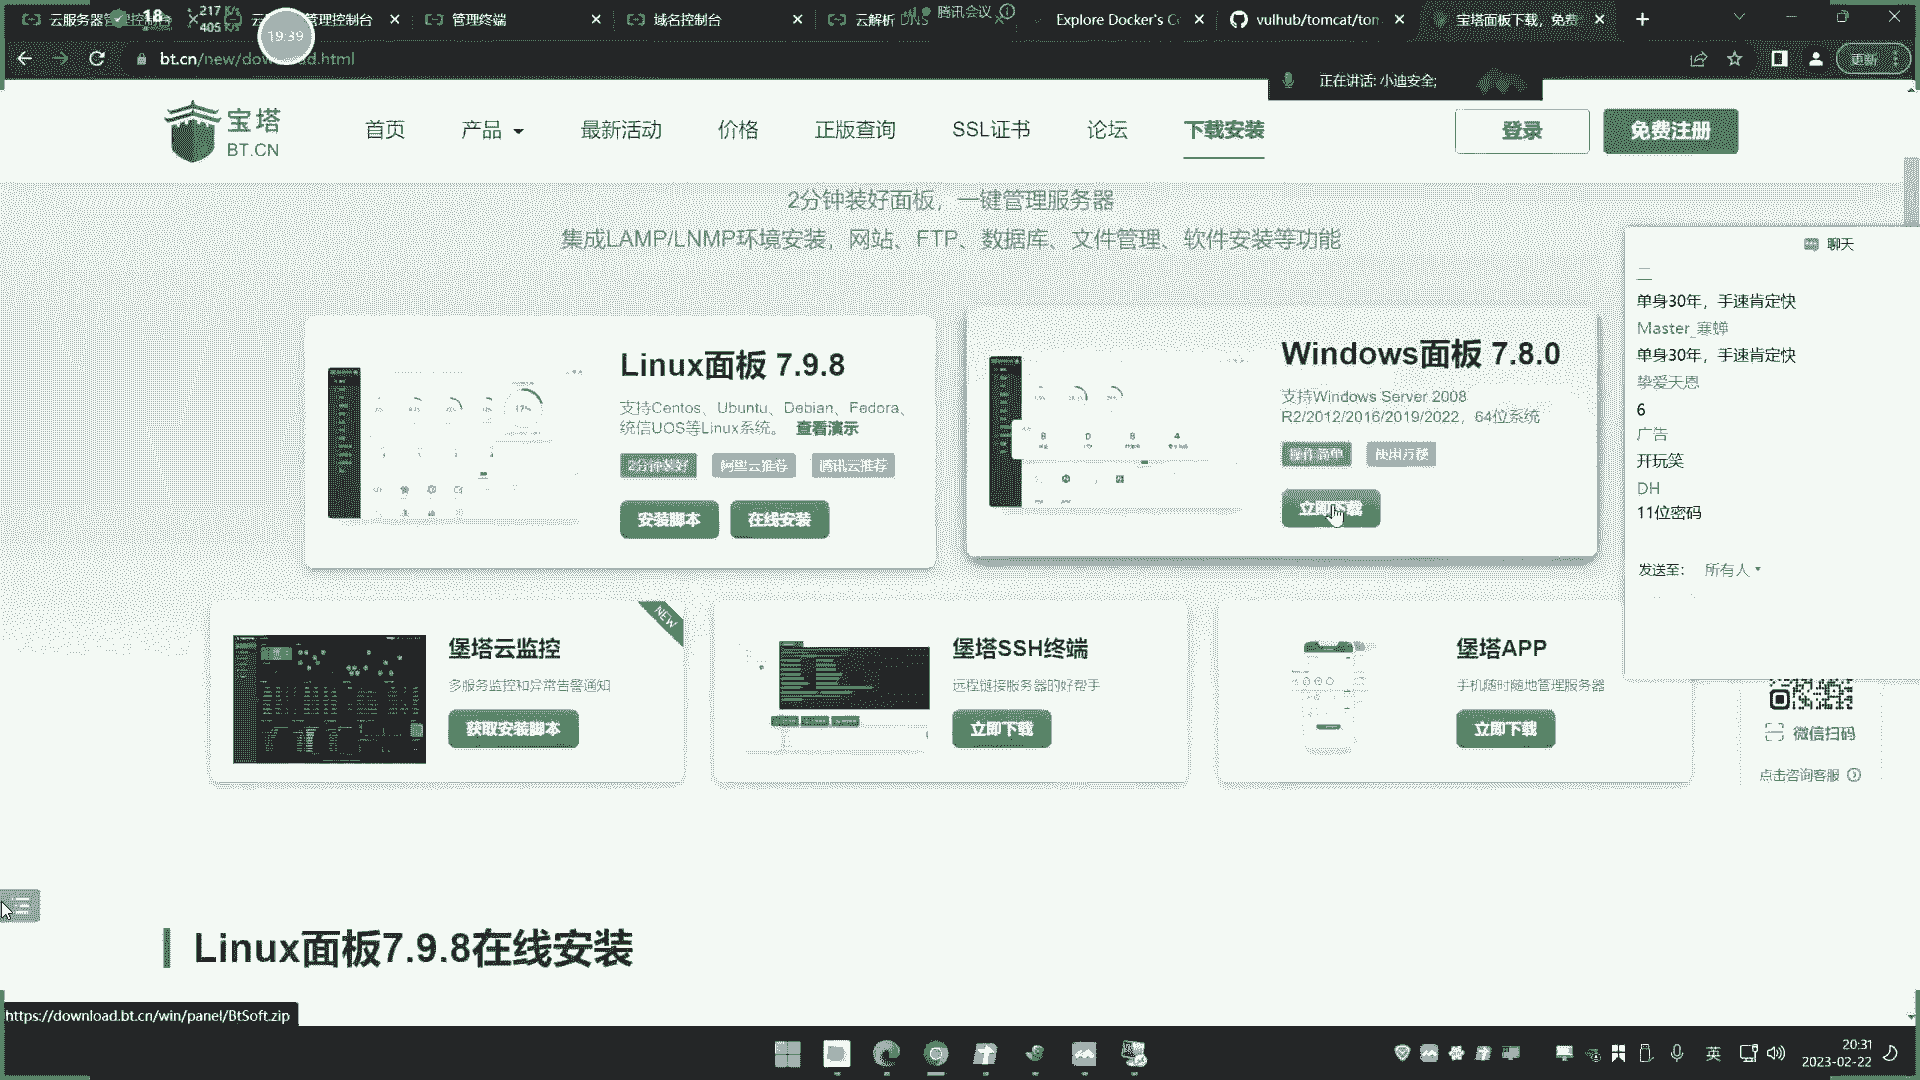 云服务器管理控制台
18
217 K/s
405 K/s
管理控制台
管理终端
域名控制台
云解析 DNS
腾讯会议
Explore Docker's C
vulhub/tomcat/ton
宝塔面板下载，免费
19:39
bt.cn/new/download.html
更新
正在讲话: 小迪安全;
宝塔
BT.CN
首页
产品
最新活动
价格
正版查询
SSL证书
论坛
下载安装
登录
免费注册
2分钟装好面板，一键管理服务器
集成LAMP/LNMP环境安装，网站、FTP、数据库、文件管理、软件安装等功能
Linux面板 7.9.8
支持Centos、Ubuntu、Debian、Fedora、
统信UOS等Linux系统。 查看演示
2分钟装好
阿里云推荐
腾讯云推荐
安装脚本
在线安装
Windows面板 7.8.0
支持Windows Server 2008
R2/2012/2016/2019/2022，64位系统
操作简单
使用方便
立即下载
聊天
二
单身30年，手速肯定快
Master 寒蝉
单身30年，手速肯定快
挚爱天恩
6
广告
开玩笑
DH
11位密码
发送至:
所有人
NEW
堡塔云监控
多服务监控和异常告警通知
获取安装脚本
堡塔SSH终端
远程链接服务器的好帮手
立即下载
堡塔APP
手机随时随地管理服务器
立即下载
微信扫码
点击咨询客服
Linux面板7.9.8在线安装
https://download.bt.cn/win/panel/BtSoft.zip
英
20:31
2023-02-22